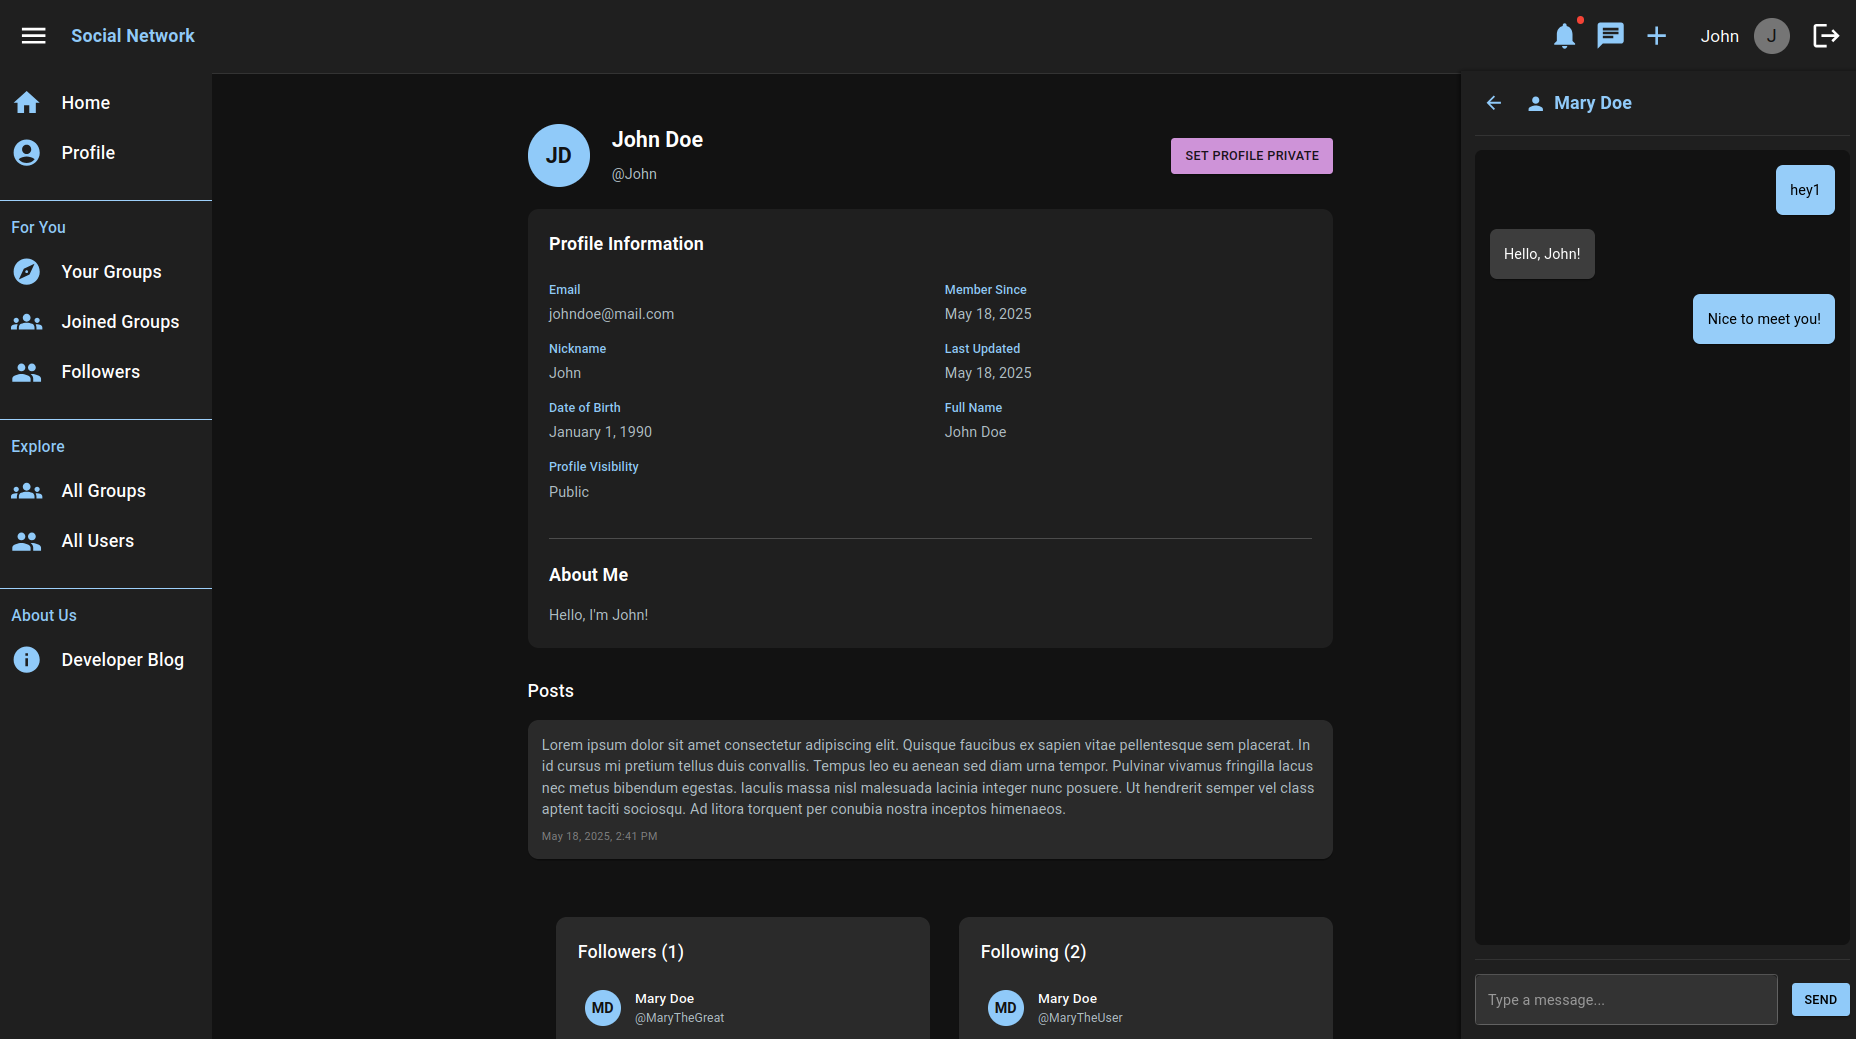 Social Network
John
J
Home
Profile
For You
Your Groups
Joined Groups
Followers
Explore
All Groups
All Users
About Us
Developer Blog
JD
John Doe
@John
SET PROFILE PRIVATE
Profile Information
Email
johndoe@mail.com
Member Since
May 18, 2025
Nickname
John
Last Updated
May 18, 2025
Date of Birth
January 1, 1990
Full Name
John Doe
Profile Visibility
Public
About Me
Hello, I'm John!
Posts
Lorem ipsum dolor sit amet consectetur adipiscing elit. Quisque faucibus ex sapien vitae pellentesque sem placerat. In
id cursus mi pretium tellus duis convallis. Tempus leo eu aenean sed diam urna tempor. Pulvinar vivamus fringilla lacus
nec metus bibendum egestas. Iaculis massa nisl malesuada lacinia integer nunc posuere. Ut hendrerit semper vel class
aptent taciti sociosqu. Ad litora torquent per conubia nostra inceptos himenaeos.
May 18, 2025, 2:41 PM
Followers (1)
MD
Mary Doe
@MaryTheGreat
Following (2)
MD
Mary Doe
@MaryTheUser
Mary Doe
hey1
Hello, John!
Nice to meet you!
Type a message...
SEND